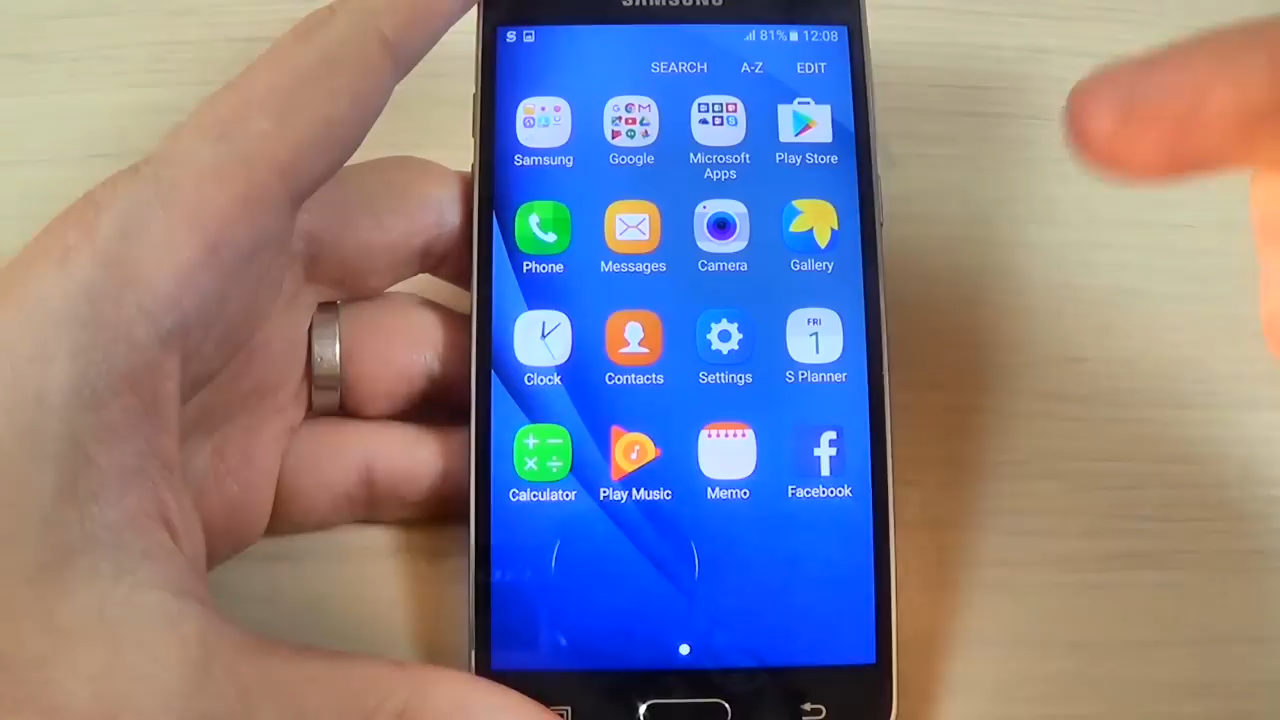 SAMSUNG
81% 12:08
SEARCH A-Z EDIT
Samsung Google Microsoft Apps Play Store
Phone Messages Camera Gallery
FRI
1
Clock Contacts Settings S Planner
Calculator Play Music Memo Facebook